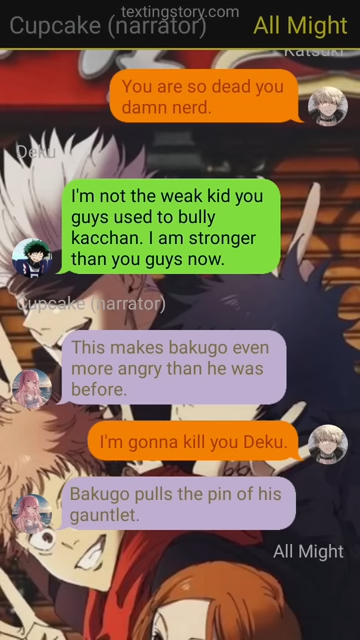 textingstory.com
Cupcake (narrator) All Might
Katsuki
You are so dead you
damn nerd.
Deku
I'm not the weak kid you
guys used to bully
kacchan. I am stronger
than you guys now.
Cupcake (narrator)
This makes bakugo even
more angry than he was
before.
I'm gonna kill you Deku.
Bakugo pulls the pin of his
gauntlet.
All Might